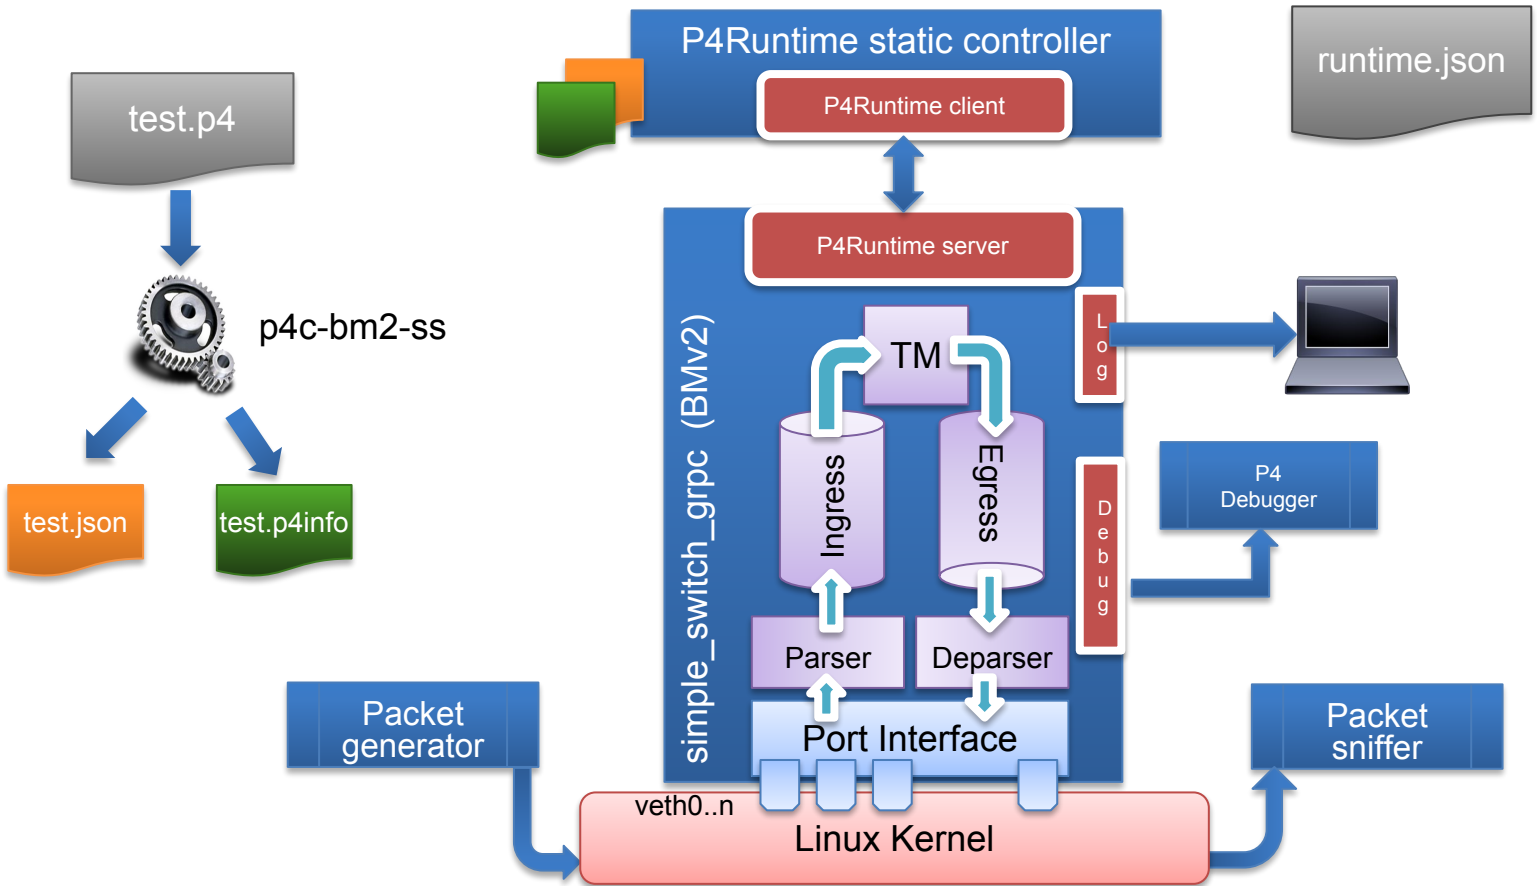 P4Runtime static controller
runtime.json
test.p4
P4Runtime client
P4Runtime server
p4c-bm2-ss
test.json
test.p4info
simple_switch_grpc (BMv2)
TM
Log
Ingress
Egress
Debug
P4
Debugger
Parser
Deparser
Port Interface
Packet
generator
Packet
sniffer
veth0..n
Linux Kernel